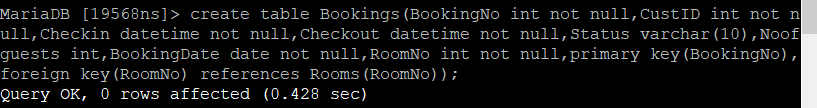 MariaDB [19568ns]> create table Bookings(BookingNo int not null,CustID int not n
ull,Checkin datetime not null,Checkout datetime not null,Status varchar(10),Noof
guests int,BookingDate date not null,RoomNo int not null,primary key(BookingNo),
foreign key(RoomNo) references Rooms(RoomNo));
Query OK, 0 rows affected (0.428 sec)